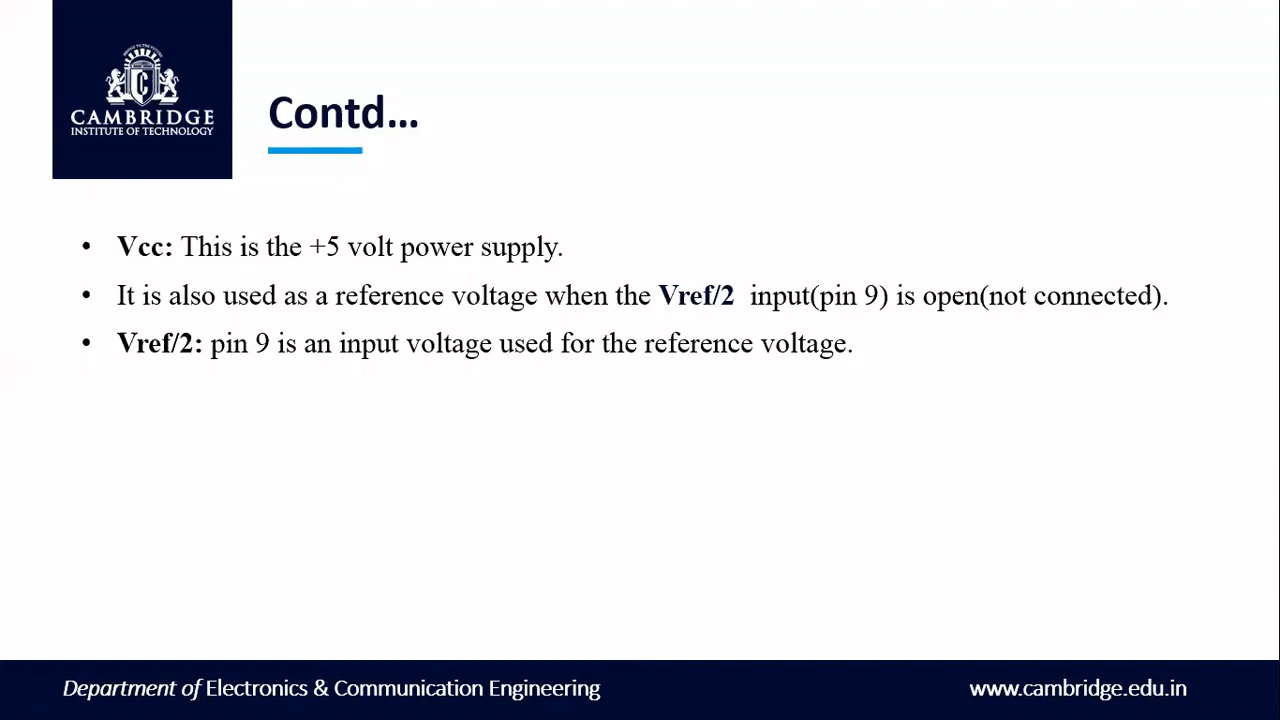 CAMBRIDGE
INSTITUTE OF TECHNOLOGY
Contd...
• Vcc: This is the +5 volt power supply.
• It is also used as a reference voltage when the Vref/2 input(pin 9) is open(not connected).
• Vref/2: pin 9 is an input voltage used for the reference voltage.
Department of Electronics & Communication Engineering
www.cambridge.edu.in